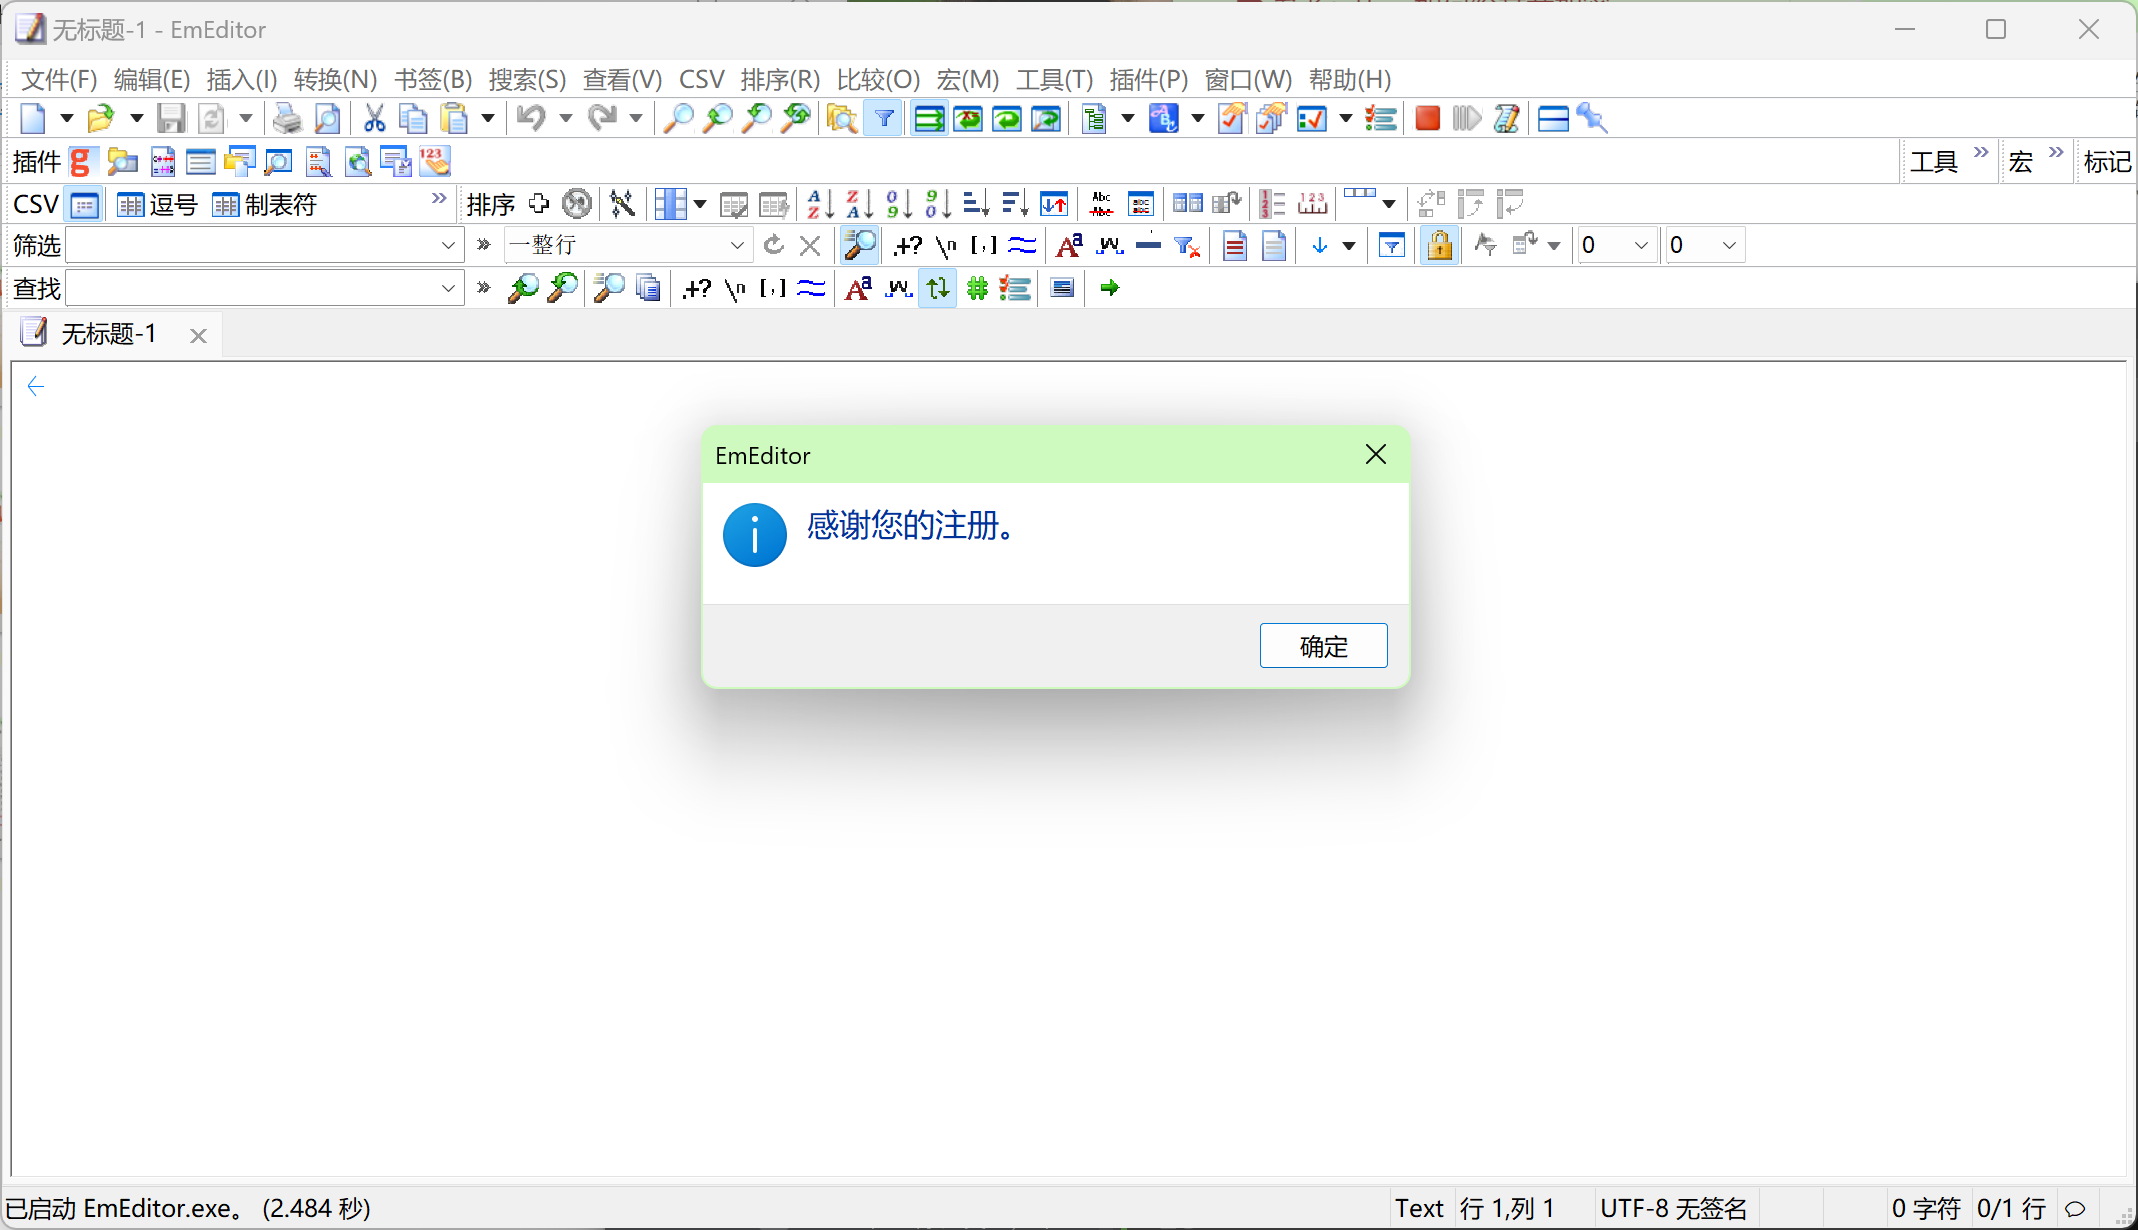 无标题-1 - EmEditor
文件(F) 编辑(E) 插入(I) 转换(N) 书签(B) 搜索(S) 查看(V) CSV 排序(R) 比较(O) 宏(M) 工具(T) 插件(P) 窗口(W) 帮助(H)
插件 工具 宏 标记
CSV 逗号 制表符 排序
筛选 一整行 .+? \n [,] 0 0
查找 .+? \n [,]
无标题-1
EmEditor
感谢您的注册。
确定
已启动 EmEditor.exe。 (2.484 秒) Text 行 1,列 1 UTF-8 无签名 0 字符 0/1 行